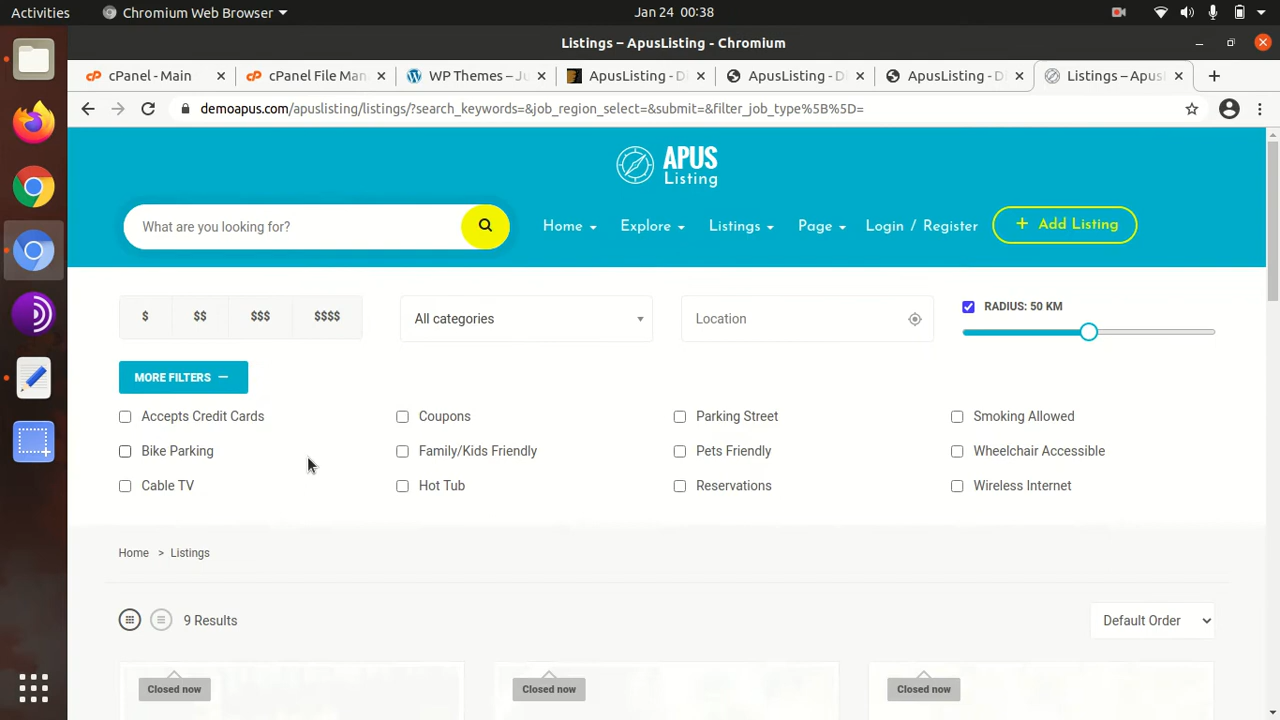 Activities Chromium Web Browser Jan 24 00:38
Listings – ApusListing - Chromium
cPanel - Main cPanel File Man WP Themes – Ju ApusListing - D ApusListing - D ApusListing - D Listings – Apus
demoapus.com/apuslisting/listings/?search_keywords=&job_region_select=&submit=&filter_job_type%5B%5D=
APUS
Listing
What are you looking for? Home Explore Listings Page Login / Register + Add Listing
$ $$ $$$ $$$$ All categories Location RADIUS: 50 KM
MORE FILTERS −
Accepts Credit Cards Coupons Parking Street Smoking Allowed
Bike Parking Family/Kids Friendly Pets Friendly Wheelchair Accessible
Cable TV Hot Tub Reservations Wireless Internet
Home > Listings
9 Results Default Order
Closed now Closed now Closed now